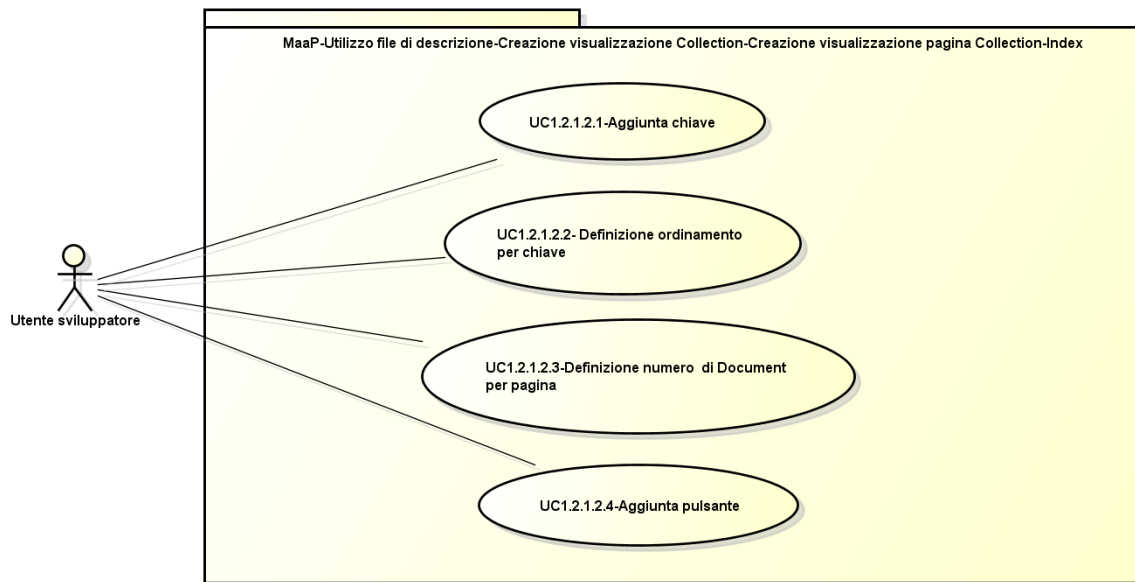 MaaP-Utilizzo file di descrizione-Creazione visualizzazione Collection-Creazione visualizzazione pagina Collection-Index
UC1.2.1.2.1-Aggiunta chiave
UC1.2.1.2.2- Definizione ordinamento
per chiave
Utente sviluppatore
UC1.2.1.2.3-Definizione numero di Document
per pagina
UC1.2.1.2.4-Aggiunta pulsante